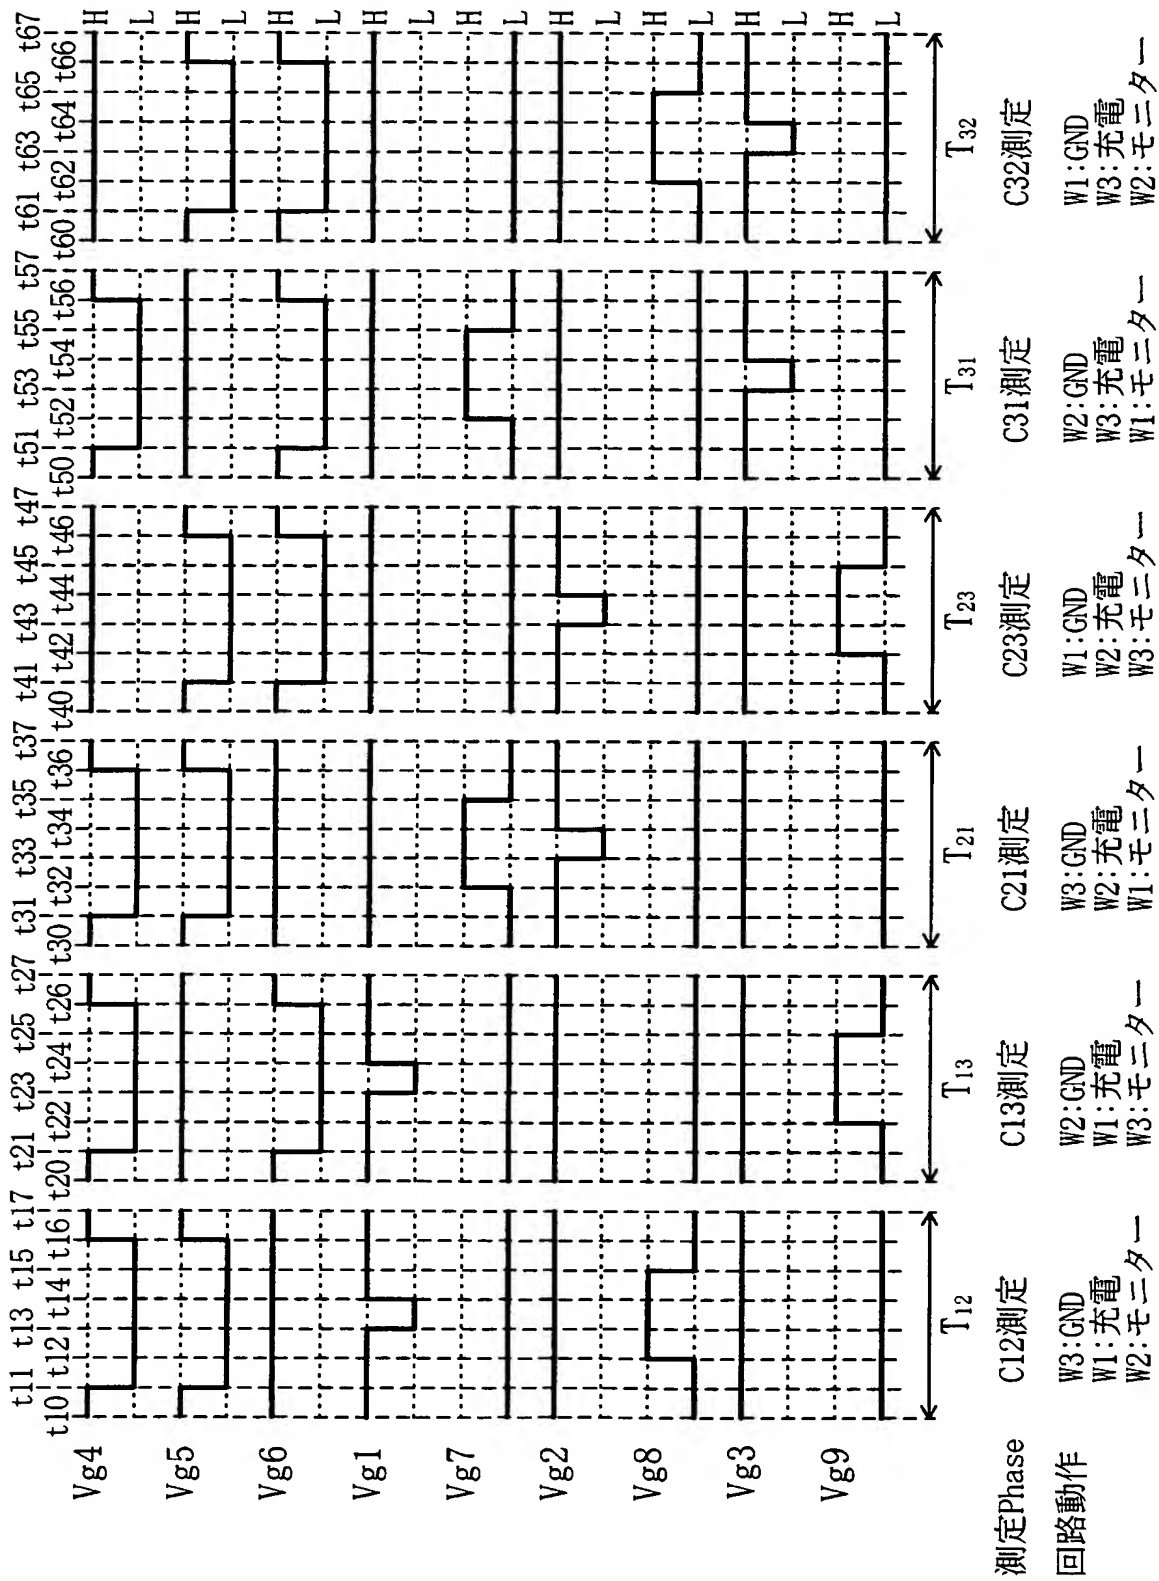 t11 t13 t15 t17 t21 t23 t25 t27 t31 t33 t35 t37 t41 t43 t45 t47 t51 t53 t55 t57 t61 t63 t65 t67
t10 t12 t14 t16 t20 t22 t24 t26 t30 t32 t34 t36 t40 t42 t44 t46 t50 t52 t54 t56 t60 t62 t64 t66
Vg4 H L
Vg5 H L
Vg6 H L
Vg1 H L
Vg7 H L
Vg2 H L
Vg8 H L
Vg3 H L
Vg9 H L
T12 T13 T21 T23 T31 T32
測定Phase C12測定 C13測定 C21測定 C23測定 C31測定 C32測定
回路動作 W3:GND W2:GND W3:GND W1:GND W2:GND W1:GND
W1:充電 W1:充電 W2:充電 W2:充電 W3:充電 W3:充電
W2:モニター W3:モニター W1:モニター W3:モニター W1:モニター W2:モニター